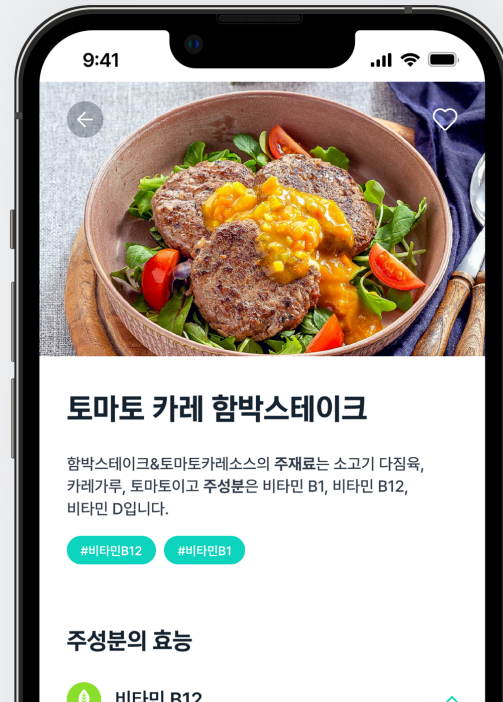 9:41
토마토 카레 함박스테이크
함박스테이크&토마토카레소스의 주재료는 소고기 다짐육,
카레가루, 토마토이고 주성분은 비타민 B1, 비타민 B12,
비타민 D입니다.
#비타민B12 #비타민B1
주성분의 효능
비타민 B12